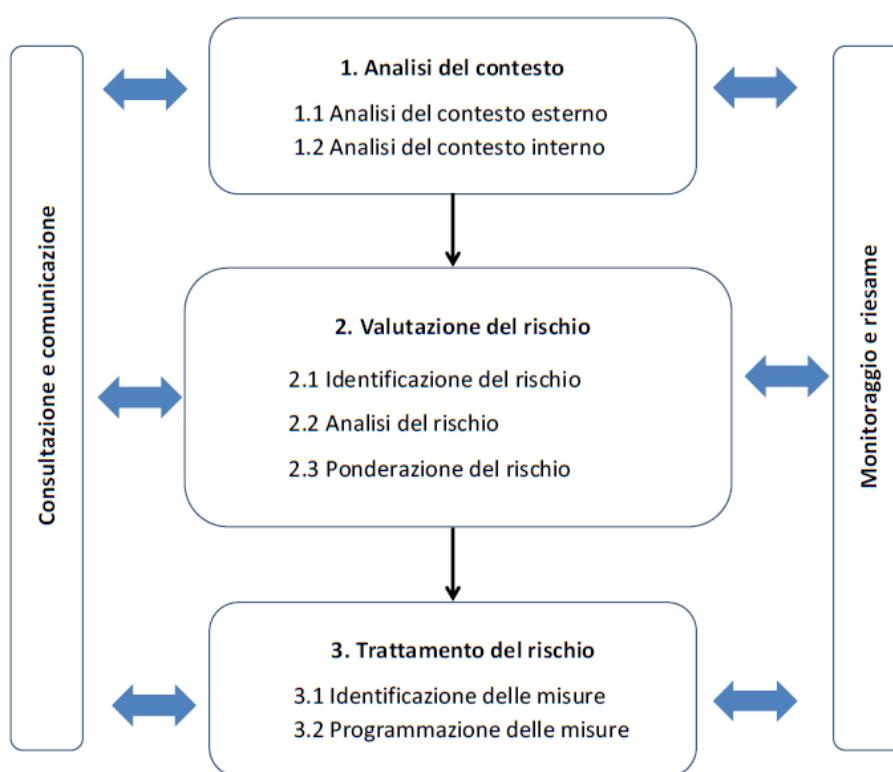 Consultazione e comunicazione
1. Analisi del contesto
1.1 Analisi del contesto esterno
1.2 Analisi del contesto interno
2. Valutazione del rischio
2.1 Identificazione del rischio
2.2 Analisi del rischio
2.3 Ponderazione del rischio
3. Trattamento del rischio
3.1 Identificazione delle misure
3.2 Programmazione delle misure
Monitoraggio e riesame